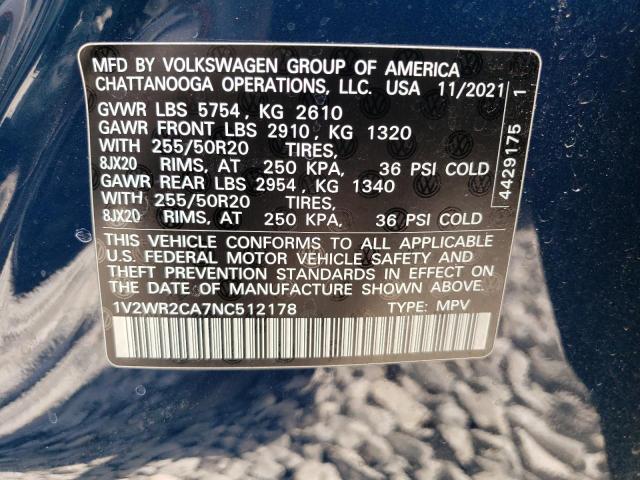 MFD BY VOLKSWAGEN GROUP OF AMERICA
CHATTANOOGA OPERATIONS, LLC. USA 11/2021
GVWR LBS 5754, KG 2610
GAWR FRONT LBS 2910, KG 1320
WITH 255/50R20 TIRES,
8JX20 RIMS, AT 250 KPA, 36 PSI COLD
GAWR REAR LBS 2954, KG 1340
WITH 255/50R20 TIRES,
8JX20 RIMS, AT 250 KPA, 36 PSI COLD
THIS VEHICLE CONFORMS TO ALL APPLICABLE
U.S. FEDERAL MOTOR VEHICLE SAFETY AND
THEFT PREVENTION STANDARDS IN EFFECT ON
THE DATE OF MANUFACTURE SHOWN ABOVE.
1V2WR2CA7NC512178 TYPE: MPV
4429175 1